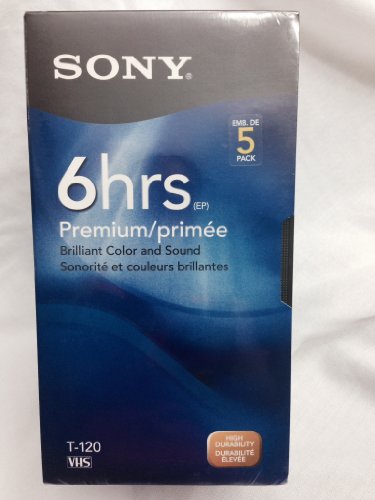 SONY®
EMB. DE
5
PACK
6hrs (EP)
Premium/primée
Brilliant Color and Sound
Sonorité et couleurs brillantes
T-120
VHS
HIGH
DURABILITY
DURABILITÉ
ÉLEVÉE